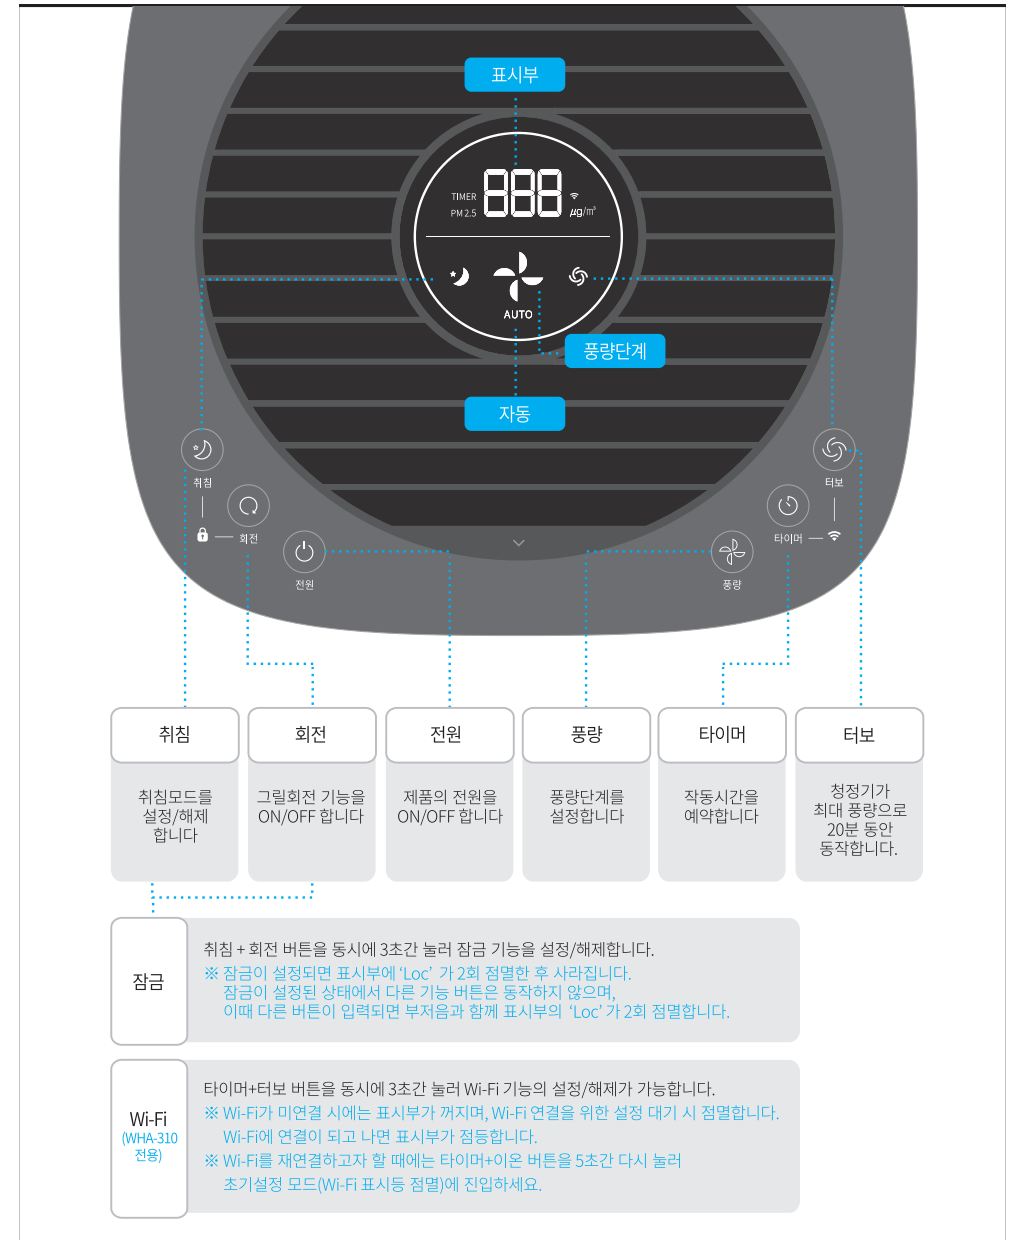 표시부
TIMER
888
PM 2.5
µg/m³
AUTO
풍량단계
자동
취침
터보
회전
타이머
전원
풍량
취침
회전
전원
풍량
타이머
터보
취침모드를
설정/해제
합니다
그릴회전 기능을
ON/OFF 합니다
제품의 전원을
ON/OFF 합니다
풍량단계를
설정합니다
작동시간을
예약합니다
청정기가
최대 풍량으로
20분 동안
동작합니다.
잠금
취침 + 회전 버튼을 동시에 3초간 눌러 잠금 기능을 설정/해제합니다.
※ 잠금이 설정되면 표시부에 ‘Loc’ 가 2회 점멸한 후 사라집니다.
잠금이 설정된 상태에서 다른 기능 버튼은 동작하지 않으며,
이때 다른 버튼이 입력되면 부저음과 함께 표시부의 ‘Loc’ 가 2회 점멸합니다.
Wi-Fi
(WHA-310
전용)
타이머+터보 버튼을 동시에 3초간 눌러 Wi-Fi 기능의 설정/해제가 가능합니다.
※ Wi-Fi가 미연결 시에는 표시부가 꺼지며, Wi-Fi 연결을 위한 설정 대기 시 점멸합니다.
Wi-Fi에 연결이 되고 나면 표시부가 점등합니다.
※ Wi-Fi를 재연결하고자 할 때에는 타이머+이온 버튼을 5초간 다시 눌러
초기설정 모드(Wi-Fi 표시등 점멸)에 진입하세요.